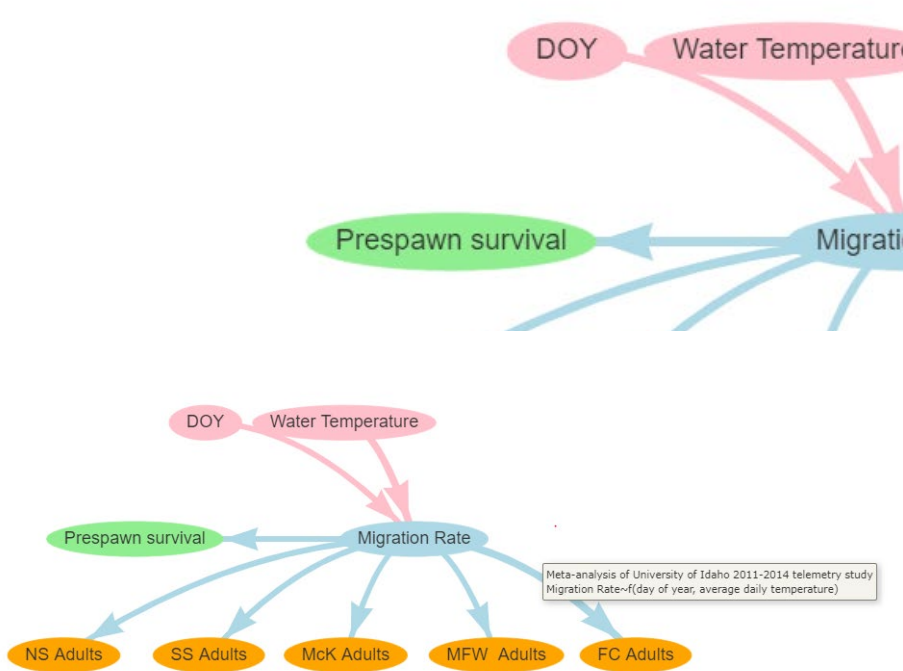 DOY
Water Temperature
Prespawn survival
Migrati
DOY
Water Temperature
Prespawn survival
Migration Rate
Meta-analysis of University of Idaho 2011-2014 telemetry study
Migration Rate~f(day of year, average daily temperature)
NS Adults
SS Adults
McK Adults
MFW  Adults
FC Adults